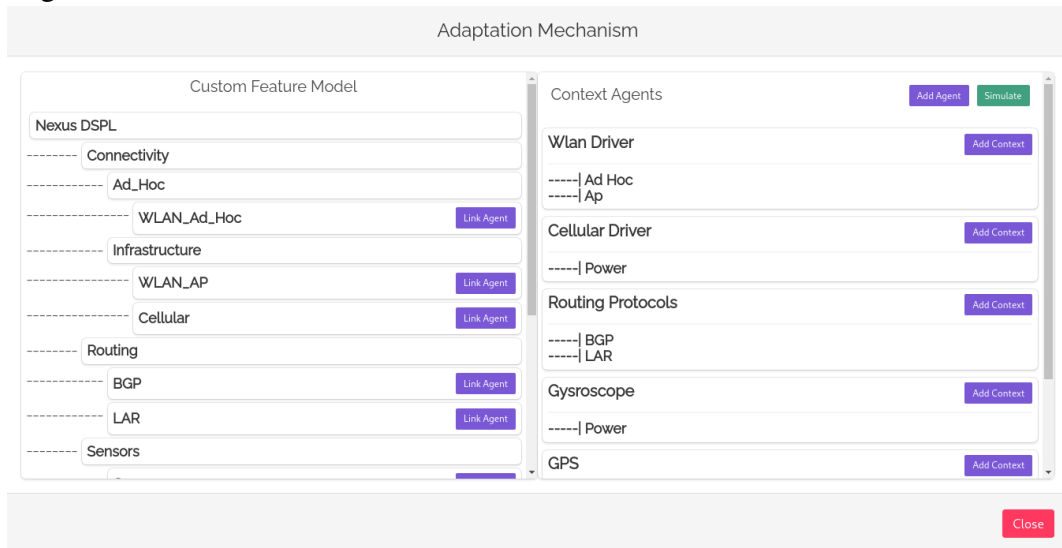 Adaptation Mechanism
Custom Feature Model
Nexus DSPL
-------- Connectivity
------------ Ad_Hoc
---------------- WLAN_Ad_Hoc Link Agent
------------ Infrastructure
---------------- WLAN_AP Link Agent
---------------- Cellular Link Agent
-------- Routing
------------ BGP Link Agent
------------ LAR Link Agent
-------- Sensors
Context Agents Add Agent Simulate
Wlan Driver Add Context
-----| Ad Hoc
-----| Ap
Cellular Driver Add Context
-----| Power
Routing Protocols Add Context
-----| BGP
-----| LAR
Gysroscope Add Context
-----| Power
GPS Add Context
Close